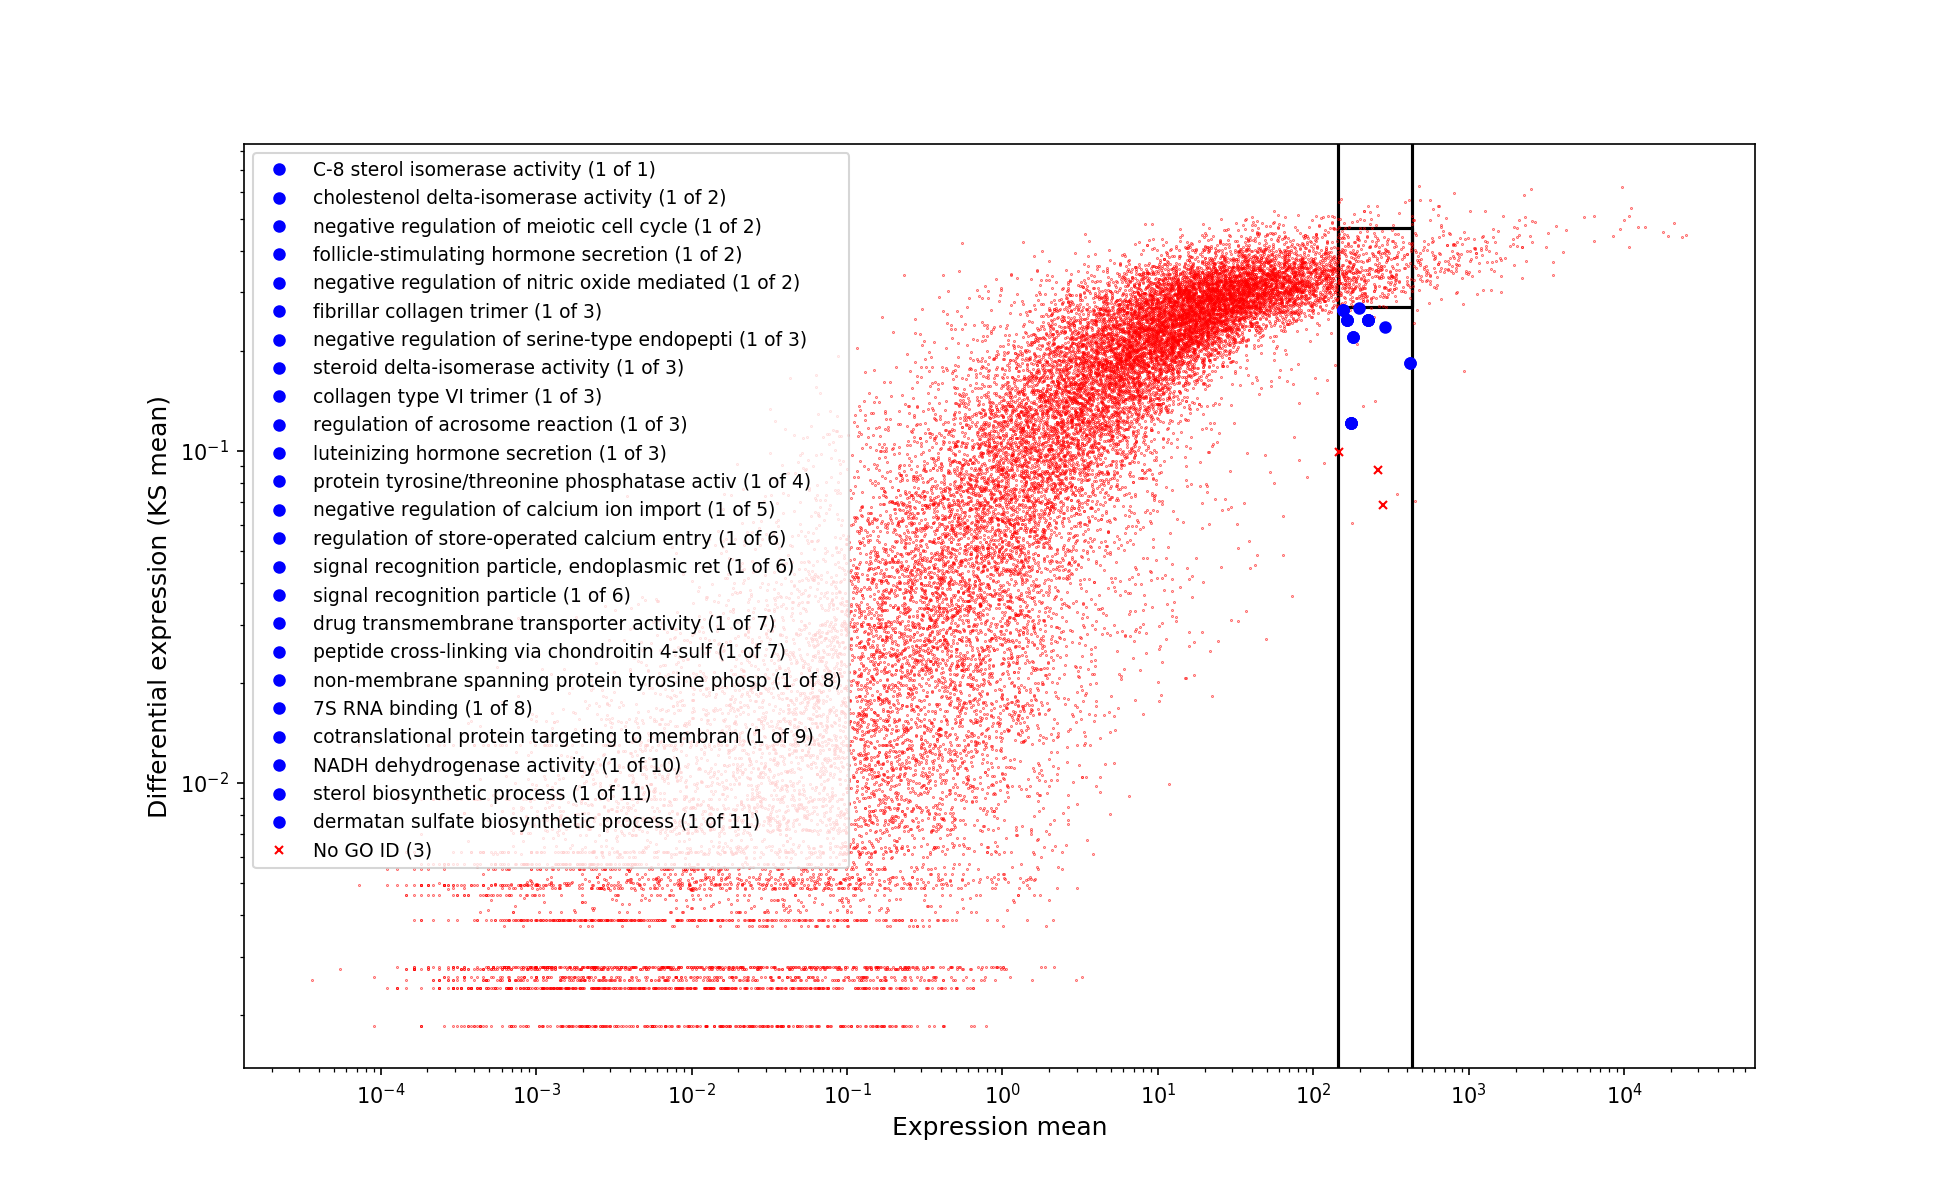 C-8 sterol isomerase activity (1 of 1)
cholestenol delta-isomerase activity (1 of 2)
negative regulation of meiotic cell cycle (1 of 2)
follicle-stimulating hormone secretion (1 of 2)
negative regulation of nitric oxide mediated (1 of 2)
fibrillar collagen trimer (1 of 3)
negative regulation of serine-type endopepti (1 of 3)
steroid delta-isomerase activity (1 of 3)
collagen type VI trimer (1 of 3)
regulation of acrosome reaction (1 of 3)
luteinizing hormone secretion (1 of 3)
protein tyrosine/threonine phosphatase activ (1 of 4)
negative regulation of calcium ion import (1 of 5)
regulation of store-operated calcium entry (1 of 6)
signal recognition particle, endoplasmic ret (1 of 6)
signal recognition particle (1 of 6)
drug transmembrane transporter activity (1 of 7)
peptide cross-linking via chondroitin 4-sulf (1 of 7)
non-membrane spanning protein tyrosine phosp (1 of 8)
7S RNA binding (1 of 8)
cotranslational protein targeting to membran (1 of 9)
NADH dehydrogenase activity (1 of 10)
sterol biosynthetic process (1 of 11)
dermatan sulfate biosynthetic process (1 of 11)
No GO ID (3)
Differential expression (KS mean)
10⁻¹
10⁻²
10⁻⁴ 10⁻³ 10⁻² 10⁻¹ 10⁰ 10¹ 10² 10³ 10⁴
Expression mean